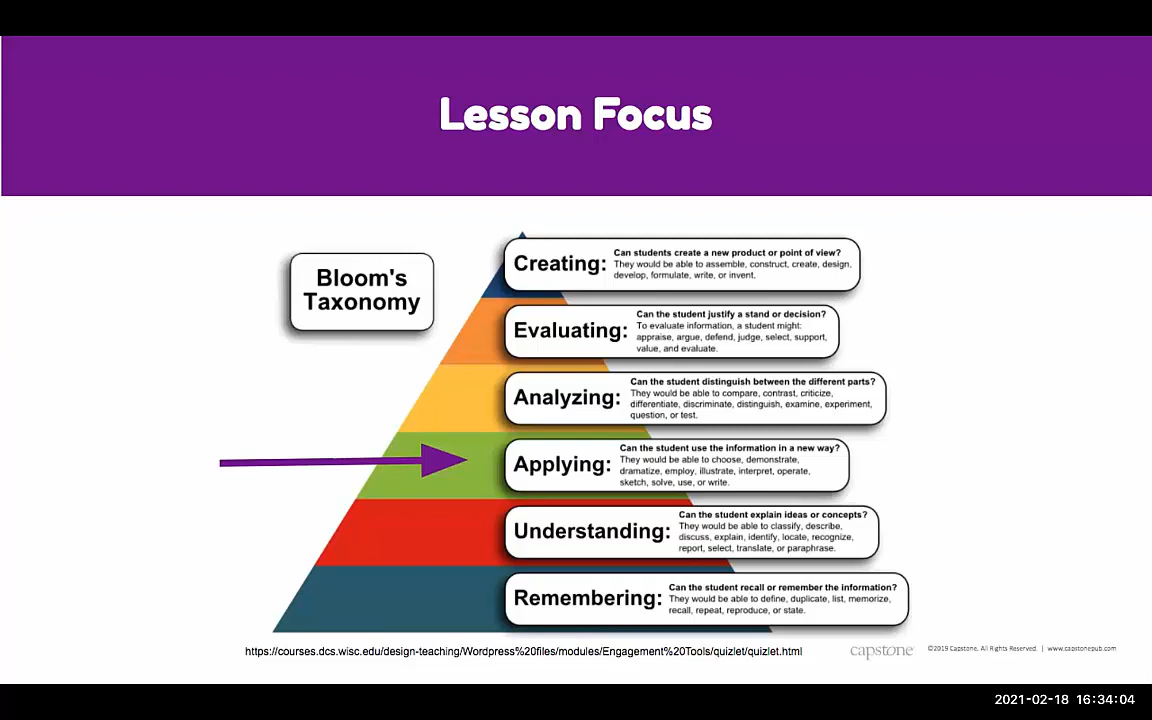 Lesson Focus
Bloom's
Taxonomy
Creating:
Can students create a new product or point of view?
They would be able to assemble, construct, create, design,
develop, formulate, write, or invent.
Evaluating:
Can the student justify a stand or decision?
To evaluate information, a student might:
appraise, argue, defend, judge, select, support,
value, and evaluate.
Analyzing:
Can the student distinguish between the different parts?
They would be able to compare, contrast, criticize,
differentiate, discriminate, distinguish, examine, experiment,
question, or test.
Applying:
Can the student use the information in a new way?
They would be able to choose, demonstrate,
dramatize, employ, illustrate, interpret, operate,
sketch, solve, use, or write.
Understanding:
Can the student explain ideas or concepts?
They would be able to classify, describe,
discuss, explain, identify, locate, recognize,
report, select, translate, or paraphrase.
Remembering:
Can the student recall or remember the information?
They would be able to define, duplicate, list, memorize,
recall, repeat, reproduce, or state.
https://courses.dcs.wisc.edu/design-teaching/Wordpress%20files/modules/Engagement%20Tools/quizlet/quizlet.html
capstone
©2019 Capstone. All Rights Reserved. | www.capstonepub.com
2021-02-18 16:34:04